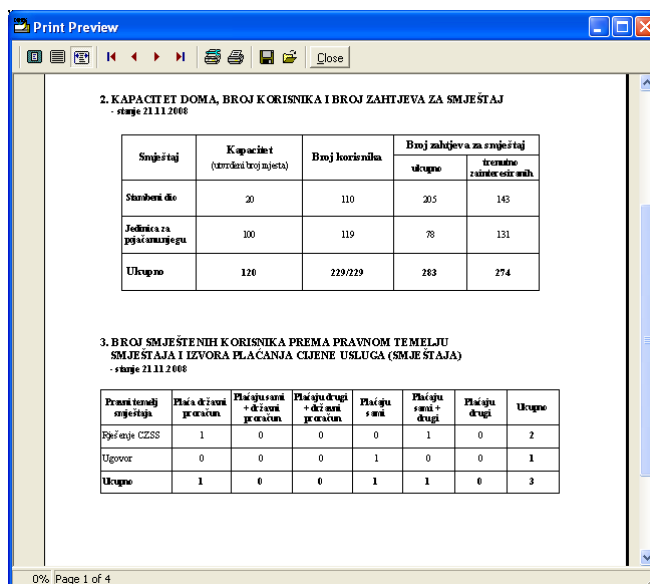 Print Preview
Close
2. KAPACITET DOMA, BROJ KORISNIKA I BROJ ZAHTJEVA ZA SMJEŠTAJ
- stanje 21.11.2008
Smještaj Kapacitet Broj korisnika Broj zahtjeva za smještaj
(utvrđeni broj mjesta) ukupno trenutno
zainteresiranih
Stambeni dio 20 110 205 143
Jedinica za
pojačanu njegu 100 119 78 131
Ukupno 120 229/229 283 274
3. BROJ SMJEŠTENIH KORISNIKA PREMA PRAVNOM TEMELJU
SMJEŠTAJA I IZVORA PLAĆANJA CIJENE USLUGA (SMJEŠTAJA)
- stanje 21.11.2008
Pravni temelj Plaća državni Plaćaju sami Plaćaju drugi Plaćaju Plaćaju Plaćaju Ukupno
smještaja proračun + državni + državni sami sami + drugi
proračun proračun drugi
Rješenje CZSS 1 0 0 0 1 0 2
Ugovor 0 0 0 1 0 0 1
Ukupno 1 0 0 1 1 0 3
0% Page 1 of 4